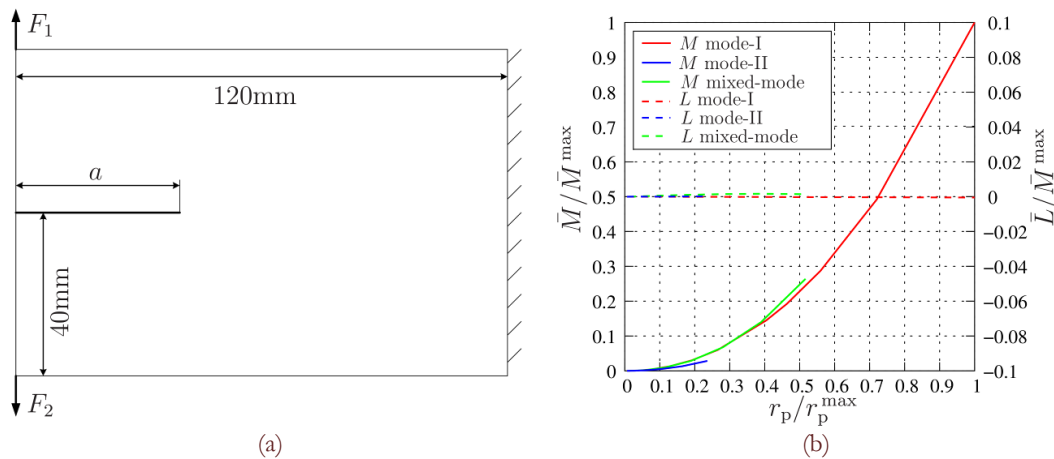 F₁
120mm
a
40mm
F₂
(a)
M mode-I
M mode-II
M mixed-mode
L mode-I
L mode-II
L mixed-mode
1
0.9
0.8
0.7
0.6
0.5
0.4
0.3
0.2
0.1
0
M̄/M̄ᵐᵃˣ
0.1
0.08
0.06
0.04
0.02
0
−0.02
−0.04
−0.06
−0.08
−0.1
L̄/M̄ᵐᵃˣ
0 0.1 0.2 0.3 0.4 0.5 0.6 0.7 0.8 0.9 1
rₚ/rₚᵐᵃˣ
(b)